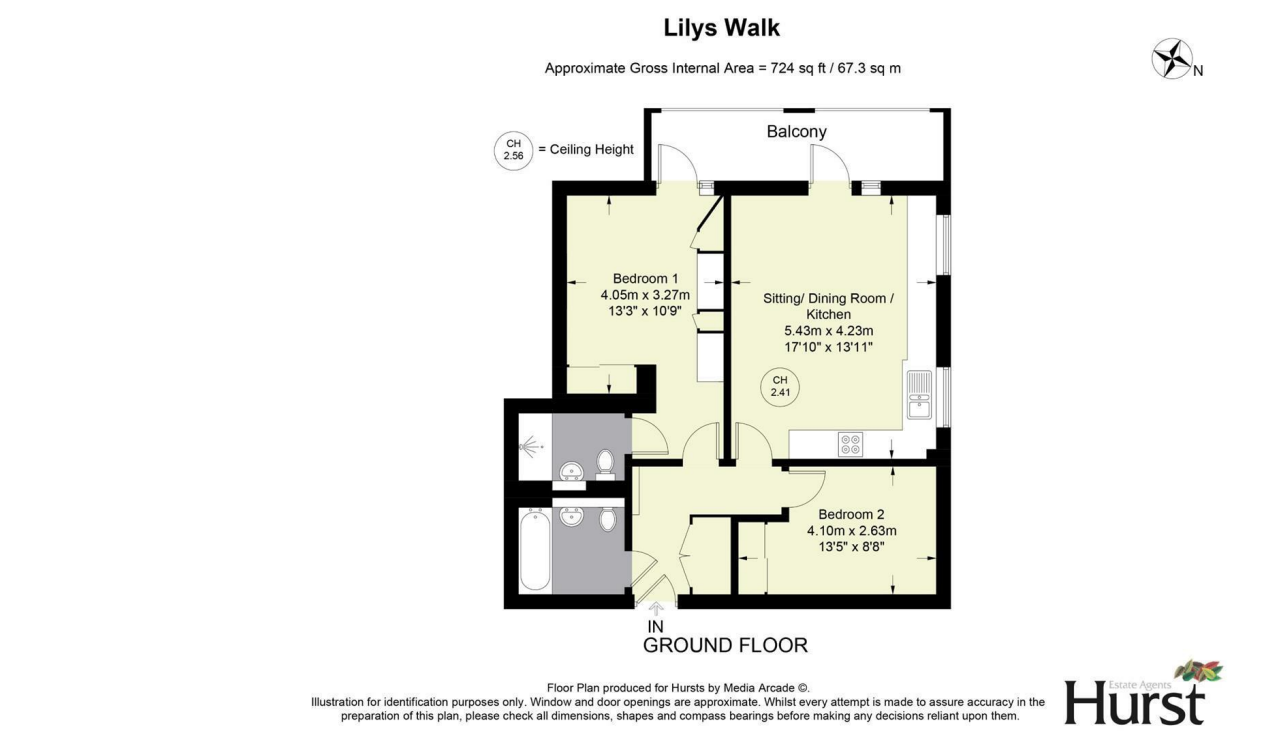 Lilys Walk
Approximate Gross Internal Area = 724 sq ft / 67.3 sq m
N
Balcony
CH
2.56
= Ceiling Height
Bedroom 1
4.05m x 3.27m
13'3" x 10'9"
Sitting/ Dining Room /
Kitchen
5.43m x 4.23m
17'10" x 13'11"
CH
2.41
Bedroom 2
4.10m x 2.63m
13'5" x 8'8"
IN
GROUND FLOOR
Floor Plan produced for Hursts by Media Arcade ©.
Illustration for identification purposes only. Window and door openings are approximate. Whilst every attempt is made to assure accuracy in the
preparation of this plan, please check all dimensions, shapes and compass bearings before making any decisions reliant upon them.
Estate Agents
Hurst